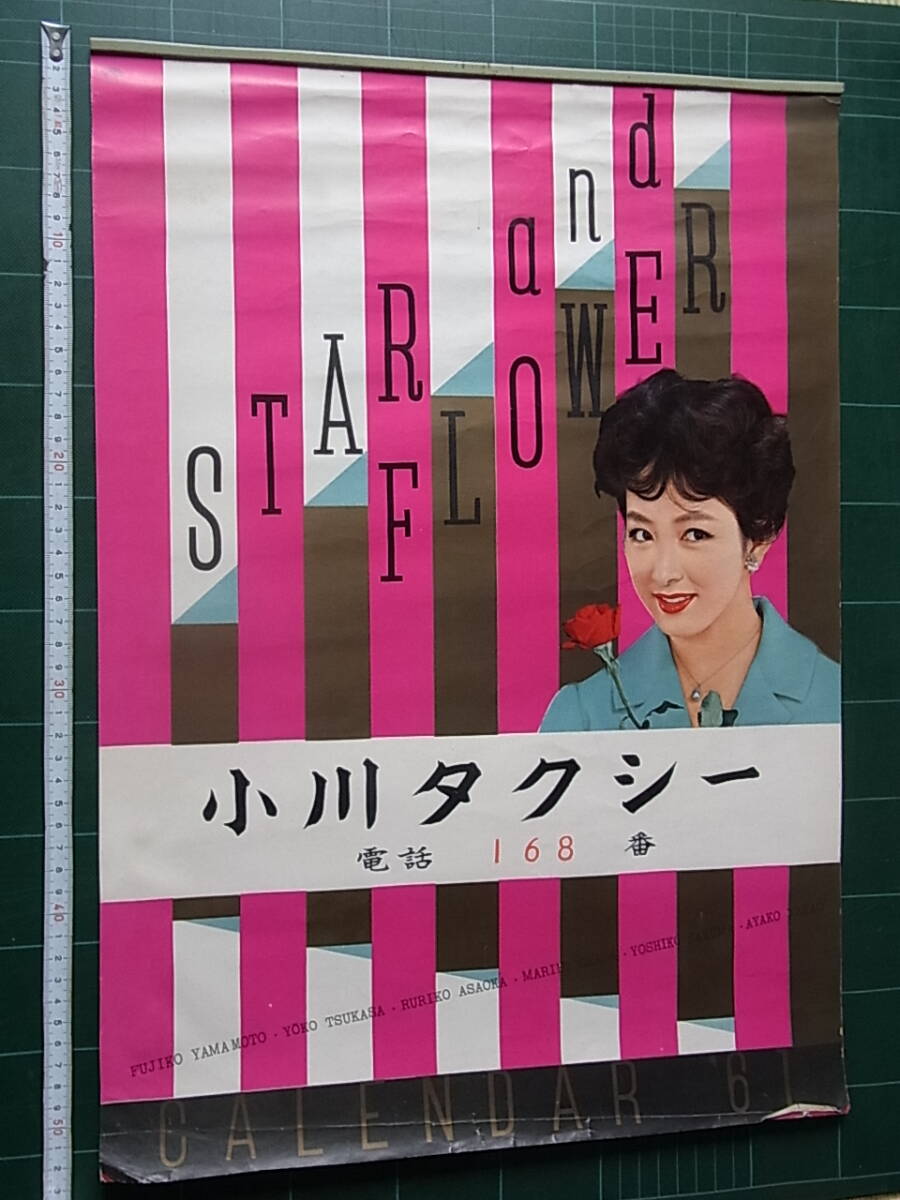 STAR and
FLOWER
小川タクシー
電話 168 番
FUJIKO YAMAMOTO · YOKO TSUKASA · RURIKO ASAOKA · YOSHIKO · AYAKO
CALENDAR '61